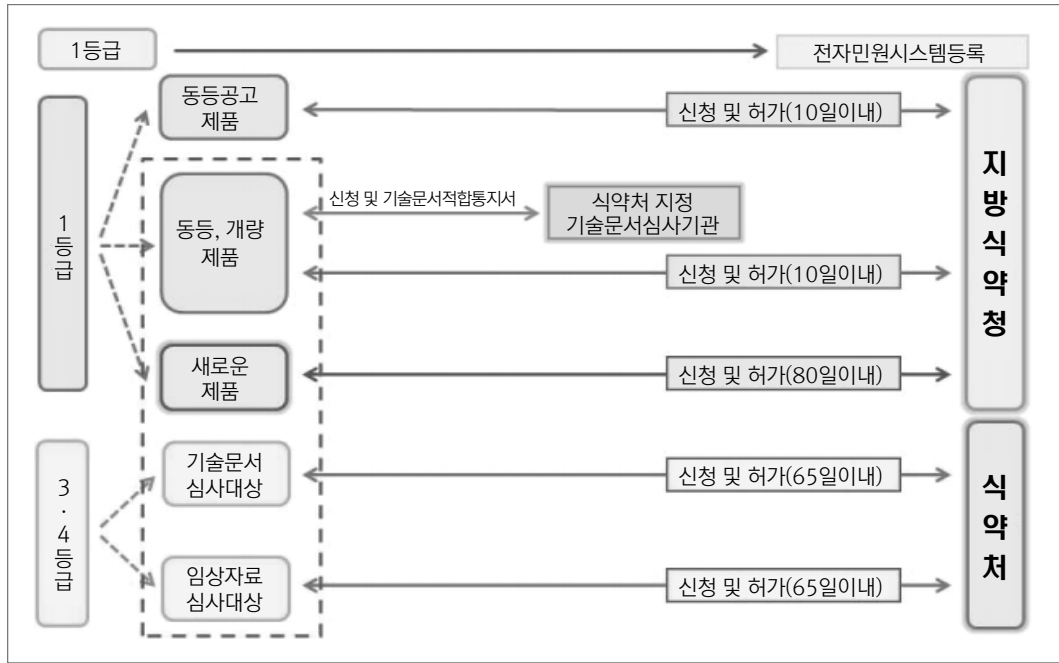 1등급
전자민원시스템등록
동등공고
제품
신청 및 허가(10일이내)
1등급
동등, 개량
제품
신청 및 기술문서적합통지서
식약처 지정
기술문서심사기관
신청 및 허가(10일이내)
새로운
제품
신청 및 허가(80일이내)
지방식약청
3·4등급
기술문서
심사대상
신청 및 허가(65일이내)
임상자료
심사대상
신청 및 허가(65일이내)
식약처